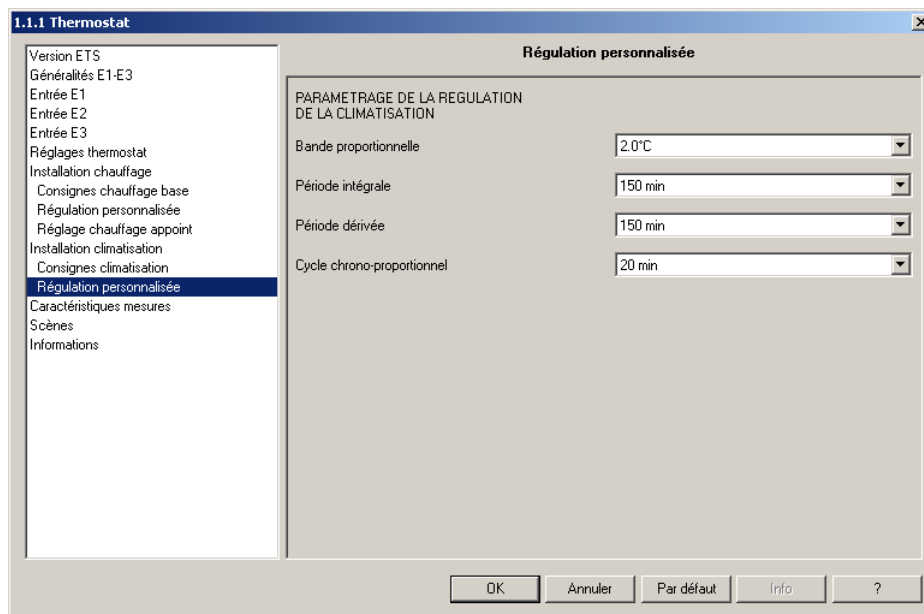 1.1.1 Thermostat
Version ETS
Généralités E1-E3
Entrée E1
Entrée E2
Entrée E3
Réglages thermostat
Installation chauffage
Consignes chauffage base
Régulation personnalisée
Réglage chauffage appoint
Installation climatisation
Consignes climatisation
Régulation personnalisée
Caractéristiques mesures
Scènes
Informations
Régulation personnalisée
PARAMETRAGE DE LA REGULATION
DE LA CLIMATISATION
Bande proportionnelle 2.0°C
Période intégrale 150 min
Période dérivée 150 min
Cycle chrono-proportionnel 20 min
OK Annuler Par défaut Info ?